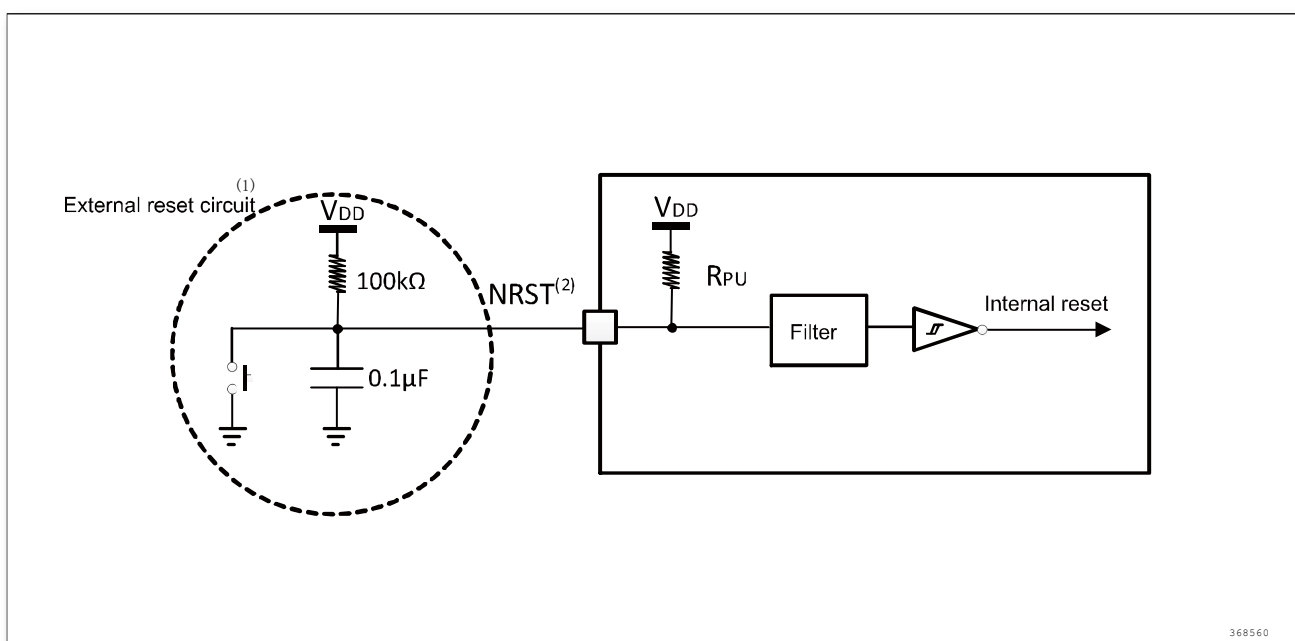 (1)
External reset circuit
VDD
100kΩ
0.1µF
NRST(2)
VDD
RPU
Filter
Internal reset
368560